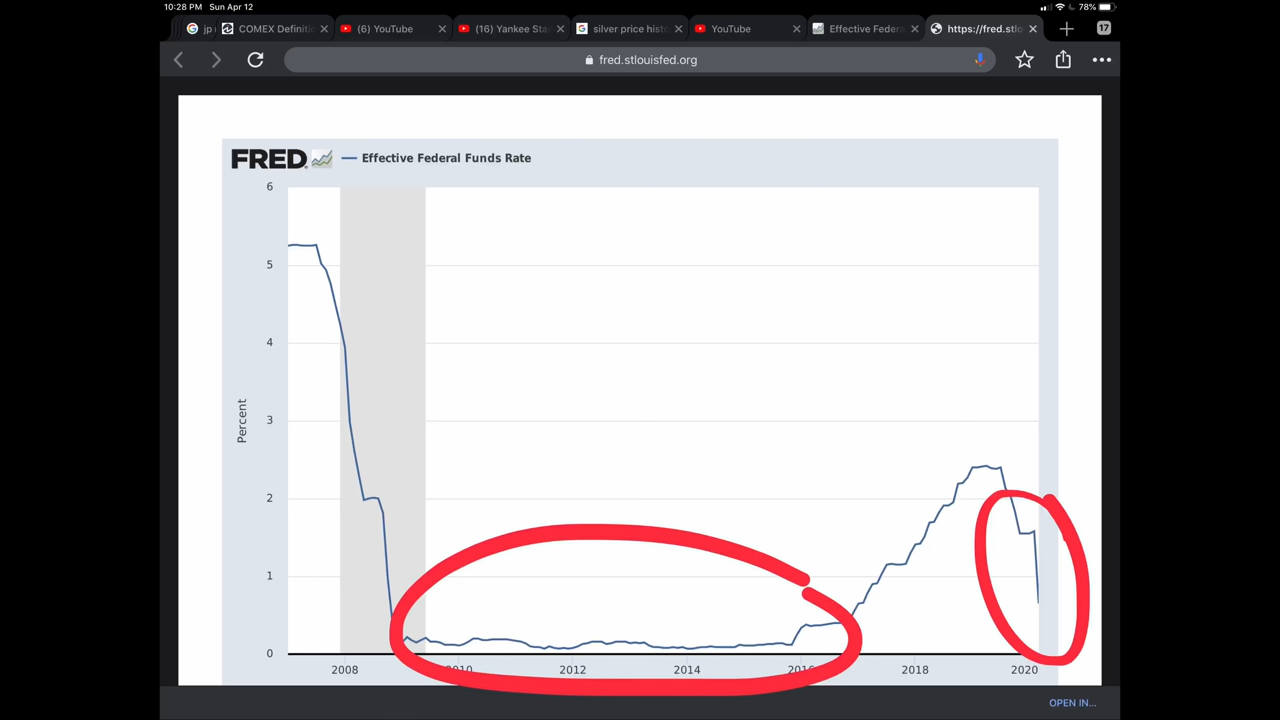 10:28 PM Sun Apr 12 78%
jp COMEX Definiti (6) YouTube (16) Yankee Sta silver price hist YouTube Effective Federa https://fred.stlo 17
fred.stlouisfed.org
FRED Effective Federal Funds Rate
6
5
4
3
2
1
0
Percent
2008 2010 2012 2014 2016 2018 2020
OPEN IN...